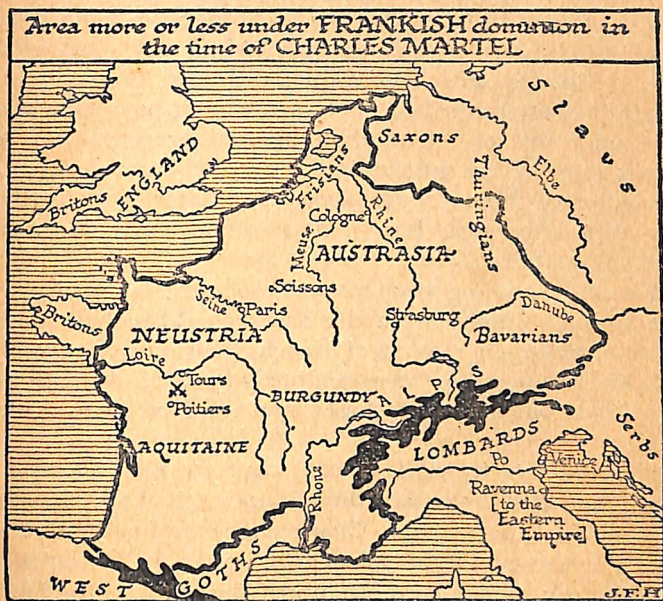 Area more or less under FRANKISH dominion in
the time of CHARLES MARTEL
Slaus
Saxons
Elbe
ENGLAND
Britons
Frisians
Thuringians
Cologne
Rhine
Meuse
AUSTRASIA
Scissons
Seine
Paris
Strasburg
Danube
Britons
NEUSTRIA
Bavarians
Loire
Tours
Poitiers
BURGUNDY
ALPS
AQUITAINE
LOMBARDS
Serbs
Po
Venice
Rhone
Ravenna
[to the
Eastern
Empire]
WEST GOTHS
J.F.H